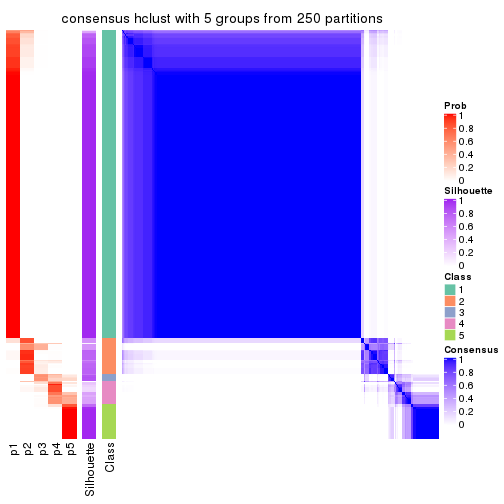 consensus hclust with 5 groups from 250 partitions
Prob
1
0.8
0.6
0.4
0.2
0
Silhouette
1
0.8
0.6
0.4
0.2
0
Class
1
2
3
4
5
Consensus
1
0.8
0.6
0.4
0.2
0
p1
p2
p3
p4
p5
Silhouette
Class